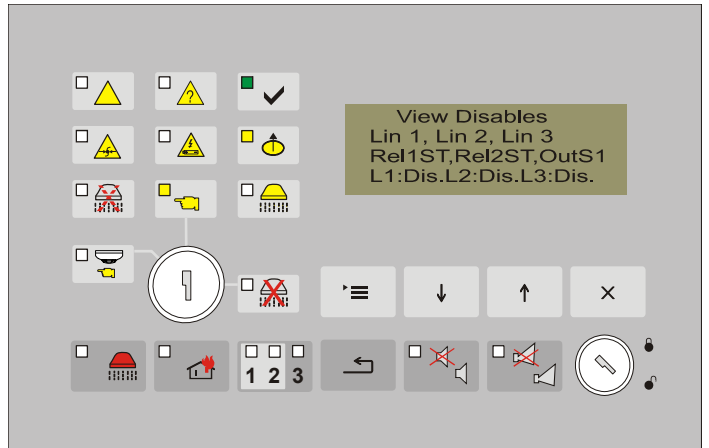 ?
View Disables
Lin 1, Lin 2, Lin 3
Rel1ST,Rel2ST,OutS1
L1:Dis.L2:Dis.L3:Dis.
1 2 3